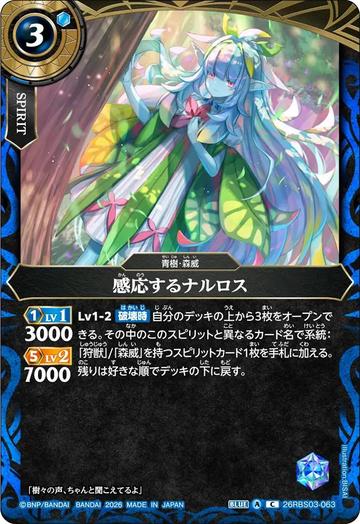 3
SPIRIT
青樹・森威
感応するナルロス
1 LV1
3000
5 LV2
7000
Lv1-2 破壊時 自分のデッキの上から3枚をオープンで
きる。その中のこのスピリットと異なるカード名で系統:
「狩獣」/「森威」を持つスピリットカード1枚を手札に加える。
残りは好きな順でデッキの下に戻す。
「樹々の声、ちゃんと聞こえてるよ」
Illustration:BISAI
©BNP/BANDAI BANDAI 2026 MADE IN JAPAN
BLUE A C 26RBS03-063